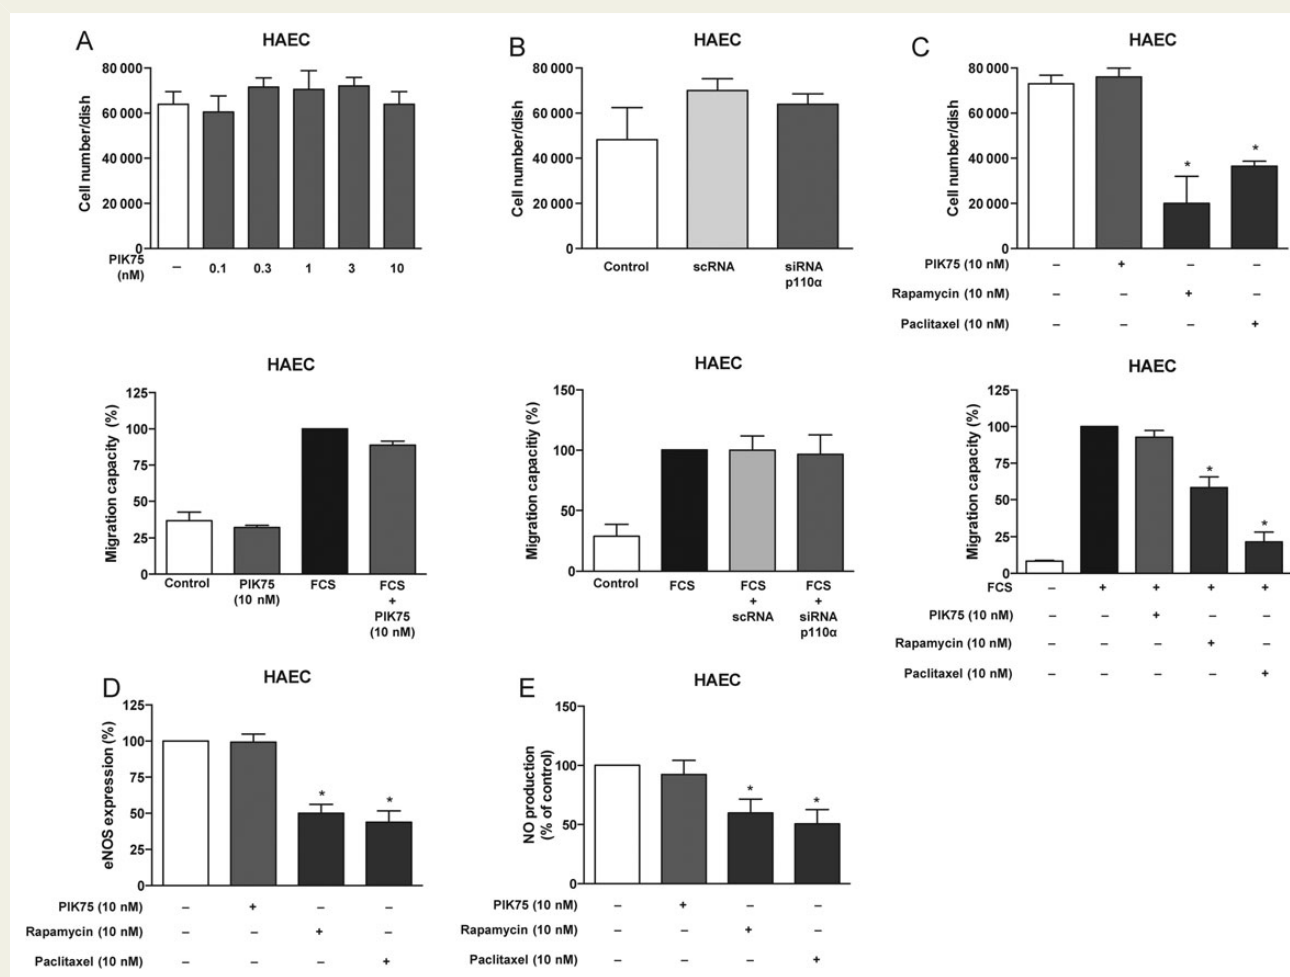 A
HAEC
Cell number/dish
80 000
60 000
40 000
20 000
0
PIK75
(nM)
–
0.1
0.3
1
3
10
HAEC
Migration capacity (%)
125
100
75
50
25
0
Control
PIK75
(10 nM)
FCS
FCS
+
PIK75
(10 nM)
B
HAEC
Cell number/dish
80 000
60 000
40 000
20 000
0
Control
scRNA
siRNA
p110α
HAEC
Migration capacitiy (%)
150
100
50
0
Control
FCS
FCS
+
scRNA
FCS
+
siRNA
p110α
C
HAEC
Cell number/dish
80 000
60 000
40 000
20 000
0
* *
PIK75 (10 nM) – + – –
Rapamycin (10 nM) – – + –
Paclitaxel (10 nM) – – – +
HAEC
Migration capacity (%)
125
100
75
50
25
0
* *
FCS – + + + +
PIK75 (10 nM) – – + – –
Rapamycin (10 nM) – – – + –
Paclitaxel (10 nM) – – – – +
D
HAEC
eNOS expression (%)
125
100
75
50
25
0
* *
PIK75 (10 nM) – + – –
Rapamycin (10 nM) – – + –
Paclitaxel (10 nM) – – – +
E
HAEC
NO production
(% of control)
150
100
50
0
* *
PIK75 (10 nM) – + – –
Rapamycin (10 nM) – – + –
Paclitaxel (10 nM) – – – +